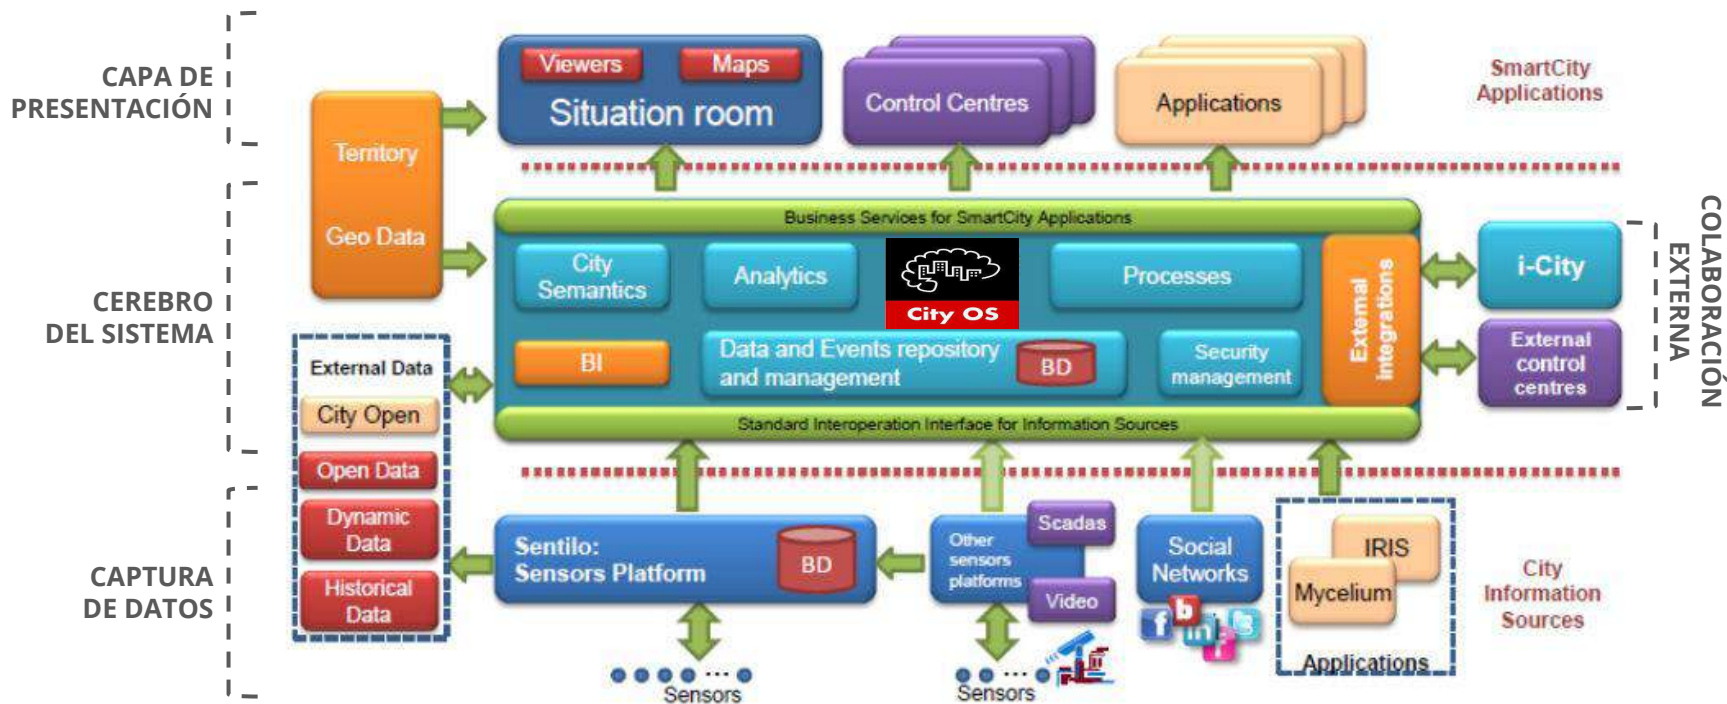 CAPA DE
PRESENTACIÓN
Viewers
Maps
Situation room
Control Centres
Applications
SmartCity
Applications
Territory
Geo Data
CEREBRO
DEL SISTEMA
Business Services for SmartCity Applications
City
Semantics
Analytics
City OS
Processes
External
integrations
BI
Data and Events repository
and management
BD
Security
management
Standard Interoperation Interface for Information Sources
i-City
External
control
centres
COLABORACIÓN
EXTERNA
External Data
City Open
Open Data
Dynamic
Data
Historical
Data
CAPTURA
DE DATOS
Sentilo:
Sensors Platform
BD
Other
sensors
platforms
Scadas
Video
Social
Networks
f
b
in
f
t
IRIS
Mycelium
Applications
City
Information
Sources
Sensors
Sensors